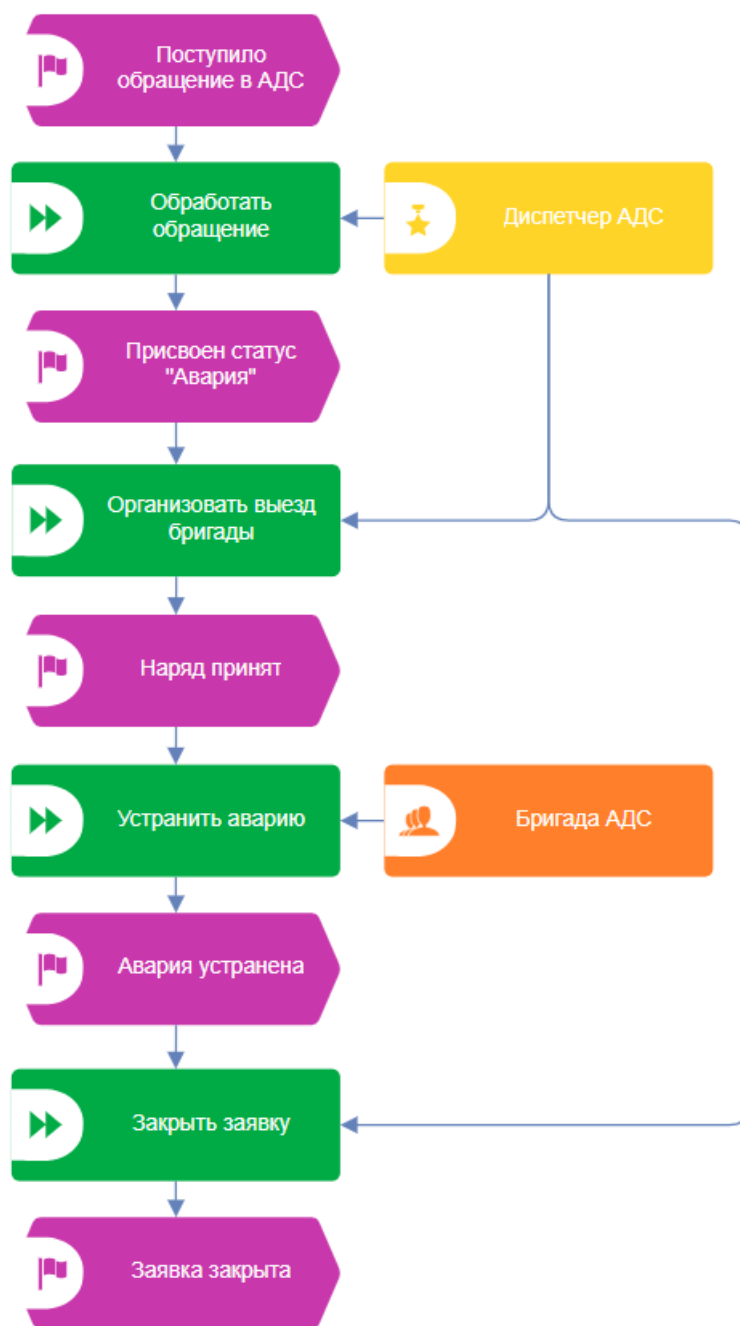 Поступило
обращение в АДС
Обработать
обращение
Диспетчер АДС
Присвоен статус
"Авария"
Организовать выезд
бригады
Наряд принят
Устранить аварию
Бригада АДС
Авария устранена
Закрыть заявку
Заявка закрыта